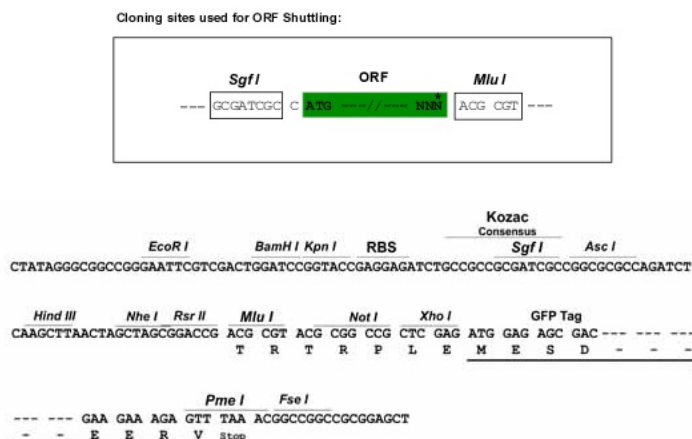 Cloning sites used for ORF Shuttling:
Sgf I ORF Mlu I
--- GCGATCGC C ATG ---//--- NNN* ACG CGT ---
Kozac
Consensus
EcoR I BamH I Kpn I RBS Sgf I Asc I
CTATAGGGCGGCCGGGAATTCGTCGACTGGATCCGGTACCGAGGAGATCTGCCGCCGCGATCGCCGGCGCGCCAGATCT
Hind III Nhe I Rsr II Mlu I Not I Xho I GFP Tag
CAAGCTTAACTAGCTAGCGGACCG ACG CGT ACG CGG CCG CTC GAG ATG GAG AGC GAC--- ---
T R T R P L E M E S D - - -
Pme I Fse I
--- --- GAA GAA AGA GTT TAA ACGGCCGGCCGCGGAGCT
- - E E R V Stop